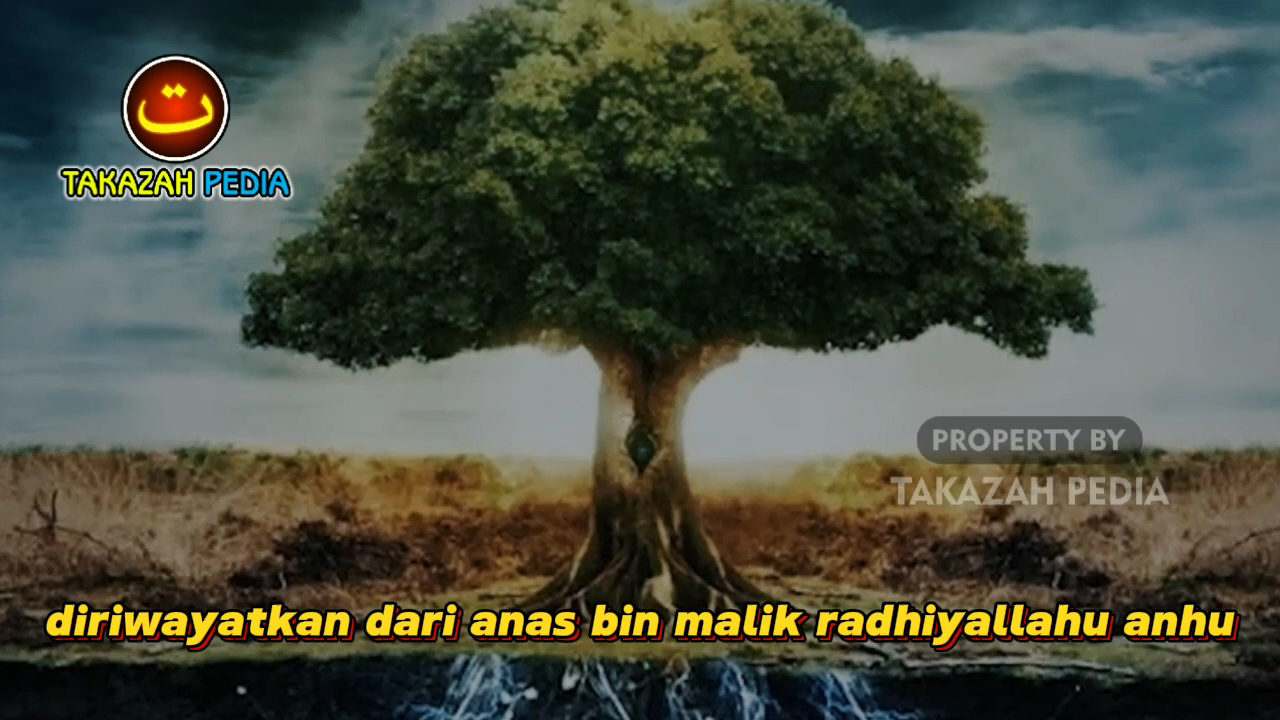 ت
TAKAZAH PEDIA
PROPERTY BY
TAKAZAH PEDIA
diriwayatkan dari anas bin malik radhiyallahu anhu